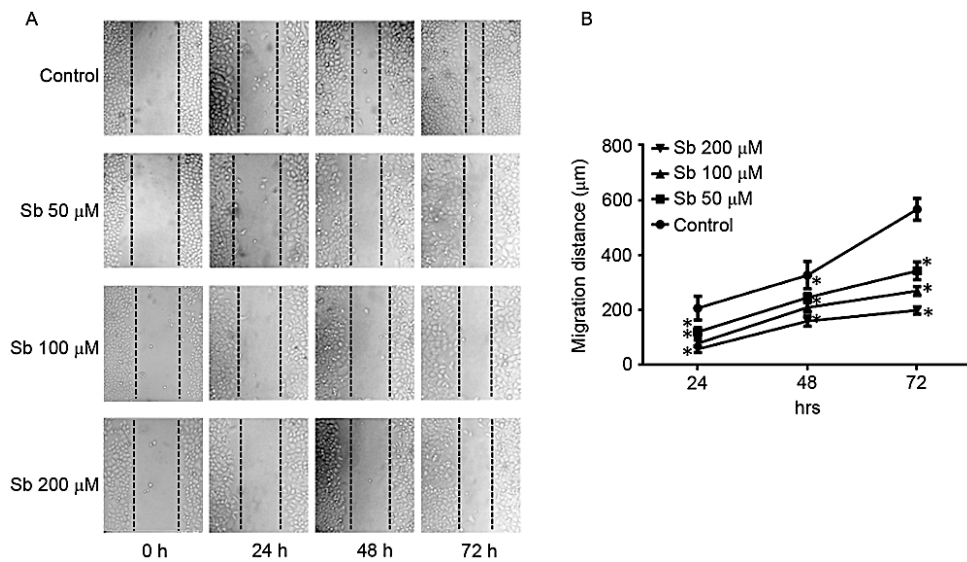 A
Control
Sb 50 μM
Sb 100 μM
Sb 200 μM
0 h
24 h
48 h
72 h
B
800
600
400
200
0
Migration distance (μm)
Sb 200 μM
Sb 100 μM
Sb 50 μM
Control
*
*
*
*
*
*
*
*
*
24
48
72
hrs